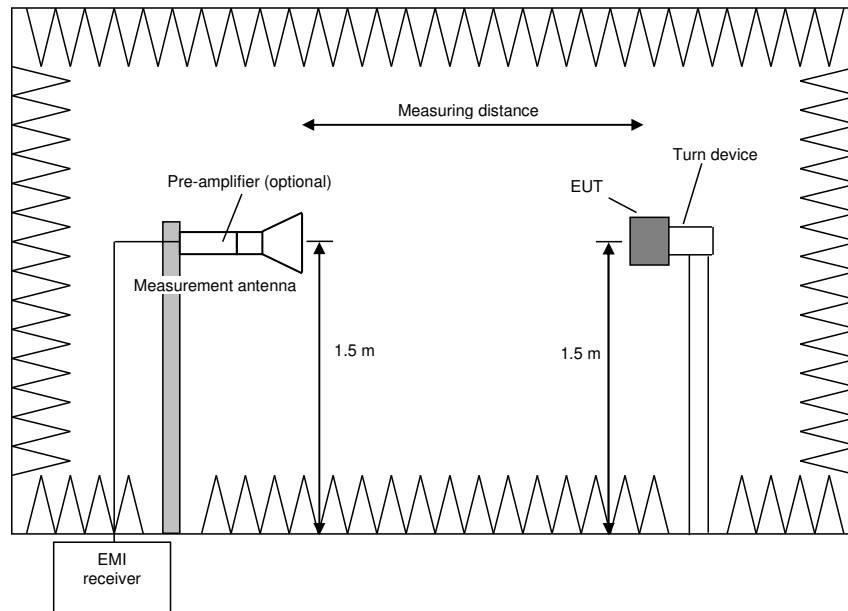 Measuring distance
Turn device
Pre-amplifier (optional)
EUT
Measurement antenna
1.5 m
1.5 m
EMI
receiver